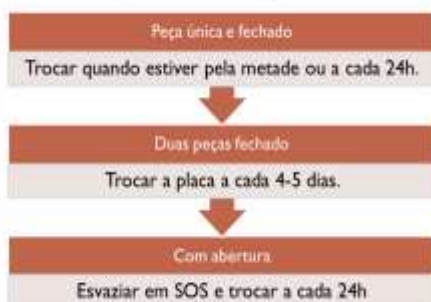 Peça única e fechado
Trocar quando estiver pela metade ou a cada 24h.
Duas peças fechado
Trocar a placa a cada 4-5 dias.
Com abertura
Esvaziar em SOS e trocar a cada 24h